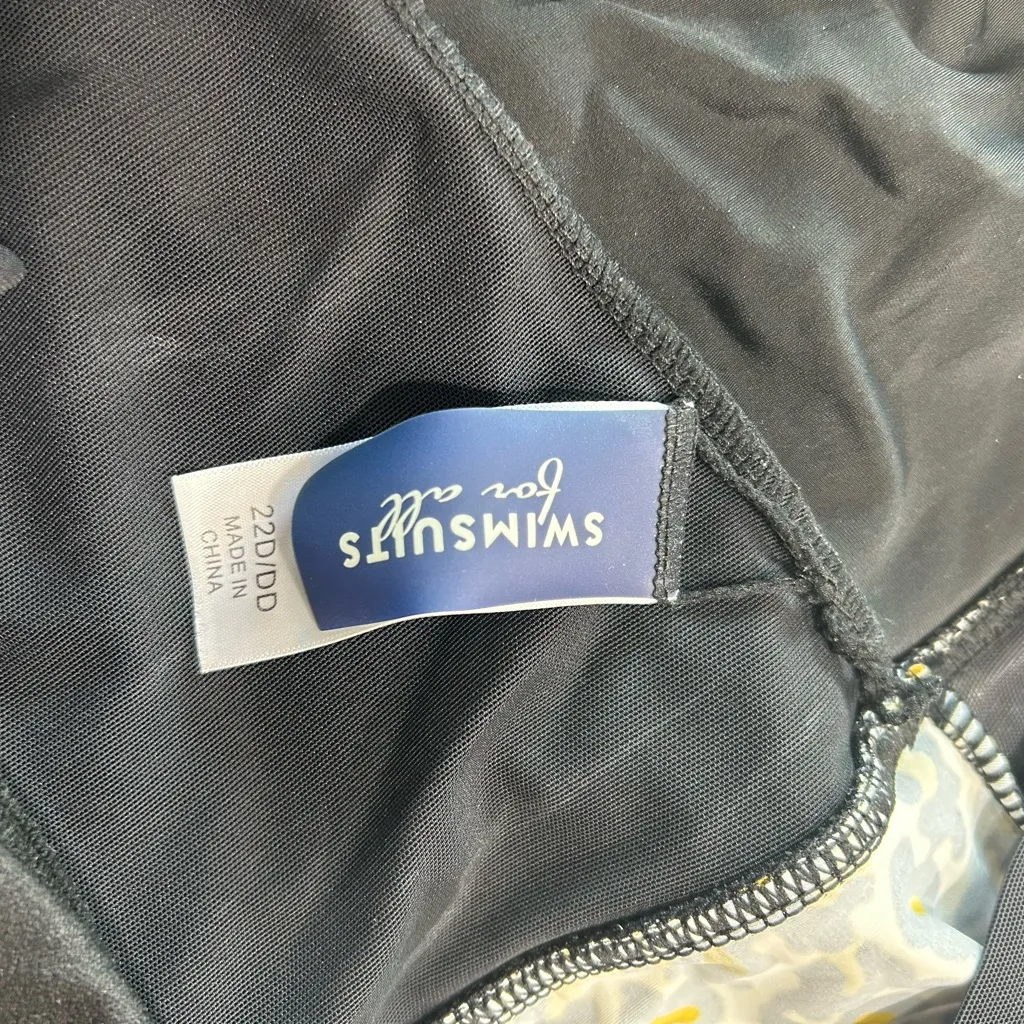 SWIMSUITS
for all
22D/DD
MADE IN
CHINA